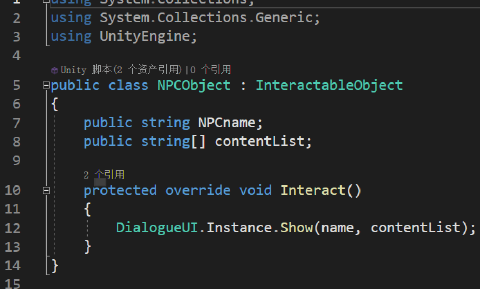 1 using System.Collections;
2 using System.Collections.Generic;
3 using UnityEngine;
4
Unity 脚本(2 个资产引用)|0 个引用
5 public class NPCObject : InteractableObject
6 {
7 public string NPCname;
8 public string[] contentList;
9
2 个引用
10 protected override void Interact()
11 {
12 DialogueUI.Instance.Show(name, contentList);
13 }
14 }
15